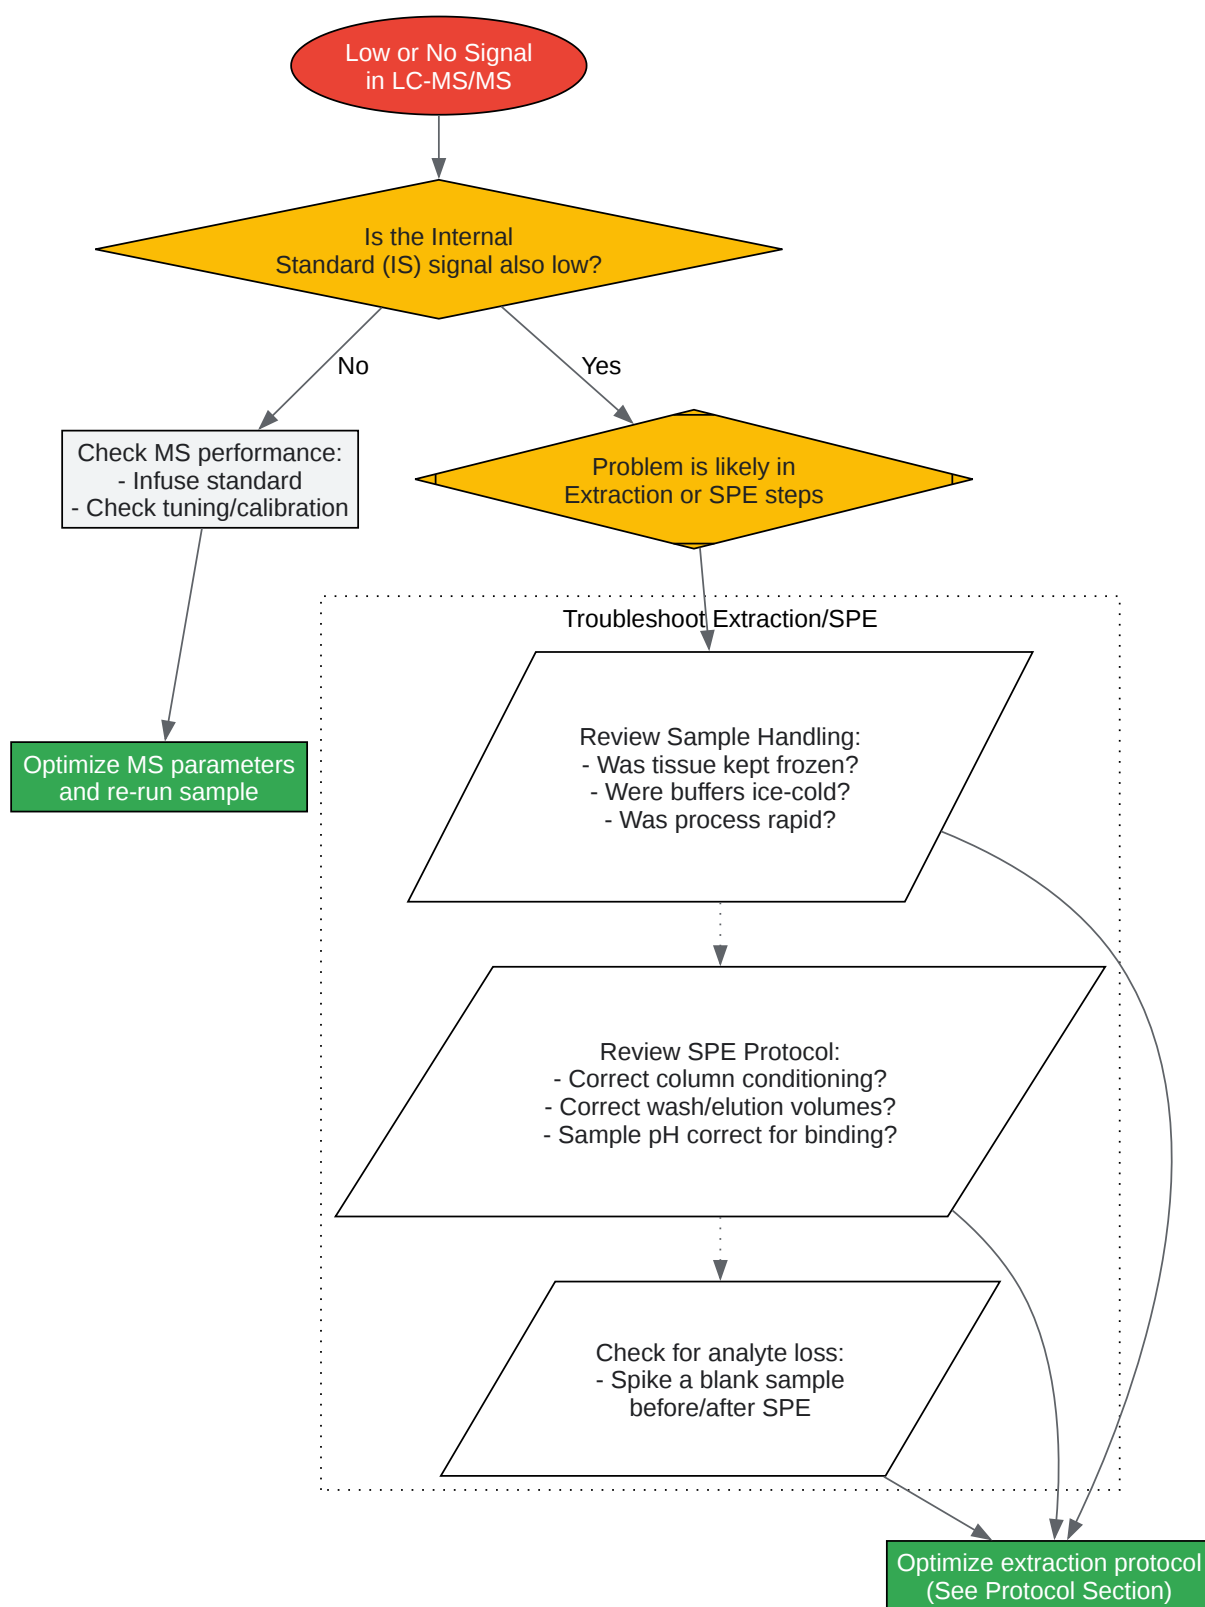 Low or No Signal
in LC-MS/MS
Is the Internal
Standard (IS) signal also low?
No
Yes
Check MS performance:
- Infuse standard
- Check tuning/calibration
Problem is likely in
Extraction or SPE steps
Troubleshoot Extraction/SPE
Review Sample Handling:
- Was tissue kept frozen?
- Were buffers ice-cold?
- Was process rapid?
Optimize MS parameters
and re-run sample
Review SPE Protocol:
- Correct column conditioning?
- Correct wash/elution volumes?
- Sample pH correct for binding?
Check for analyte loss:
- Spike a blank sample
before/after SPE
Optimize extraction protocol
(See Protocol Section)